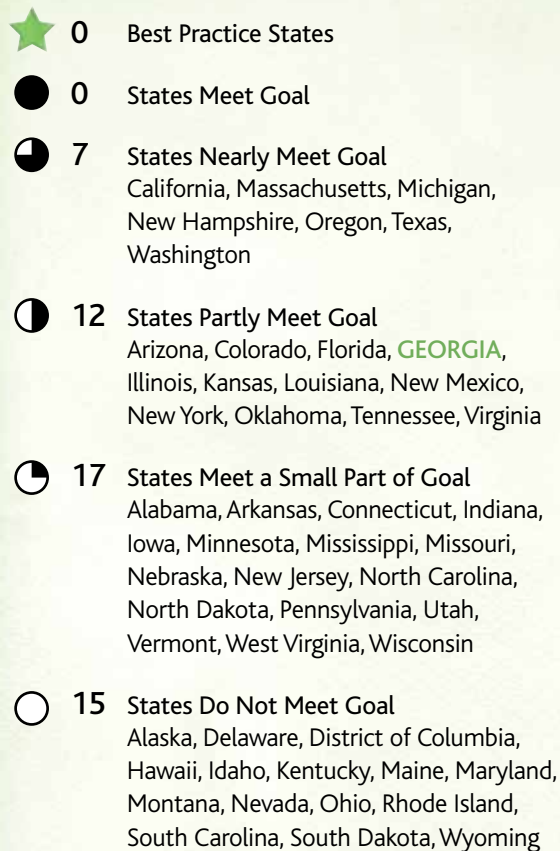 0 Best Practice States
0 States Meet Goal
7 States Nearly Meet Goal
California, Massachusetts, Michigan,
New Hampshire, Oregon, Texas,
Washington
12 States Partly Meet Goal
Arizona, Colorado, Florida, GEORGIA,
Illinois, Kansas, Louisiana, New Mexico,
New York, Oklahoma, Tennessee, Virginia
17 States Meet a Small Part of Goal
Alabama, Arkansas, Connecticut, Indiana,
Iowa, Minnesota, Mississippi, Missouri,
Nebraska, New Jersey, North Carolina,
North Dakota, Pennsylvania, Utah,
Vermont, West Virginia, Wisconsin
15 States Do Not Meet Goal
Alaska, Delaware, District of Columbia,
Hawaii, Idaho, Kentucky, Maine, Maryland,
Montana, Nevada, Ohio, Rhode Island,
South Carolina, South Dakota, Wyoming